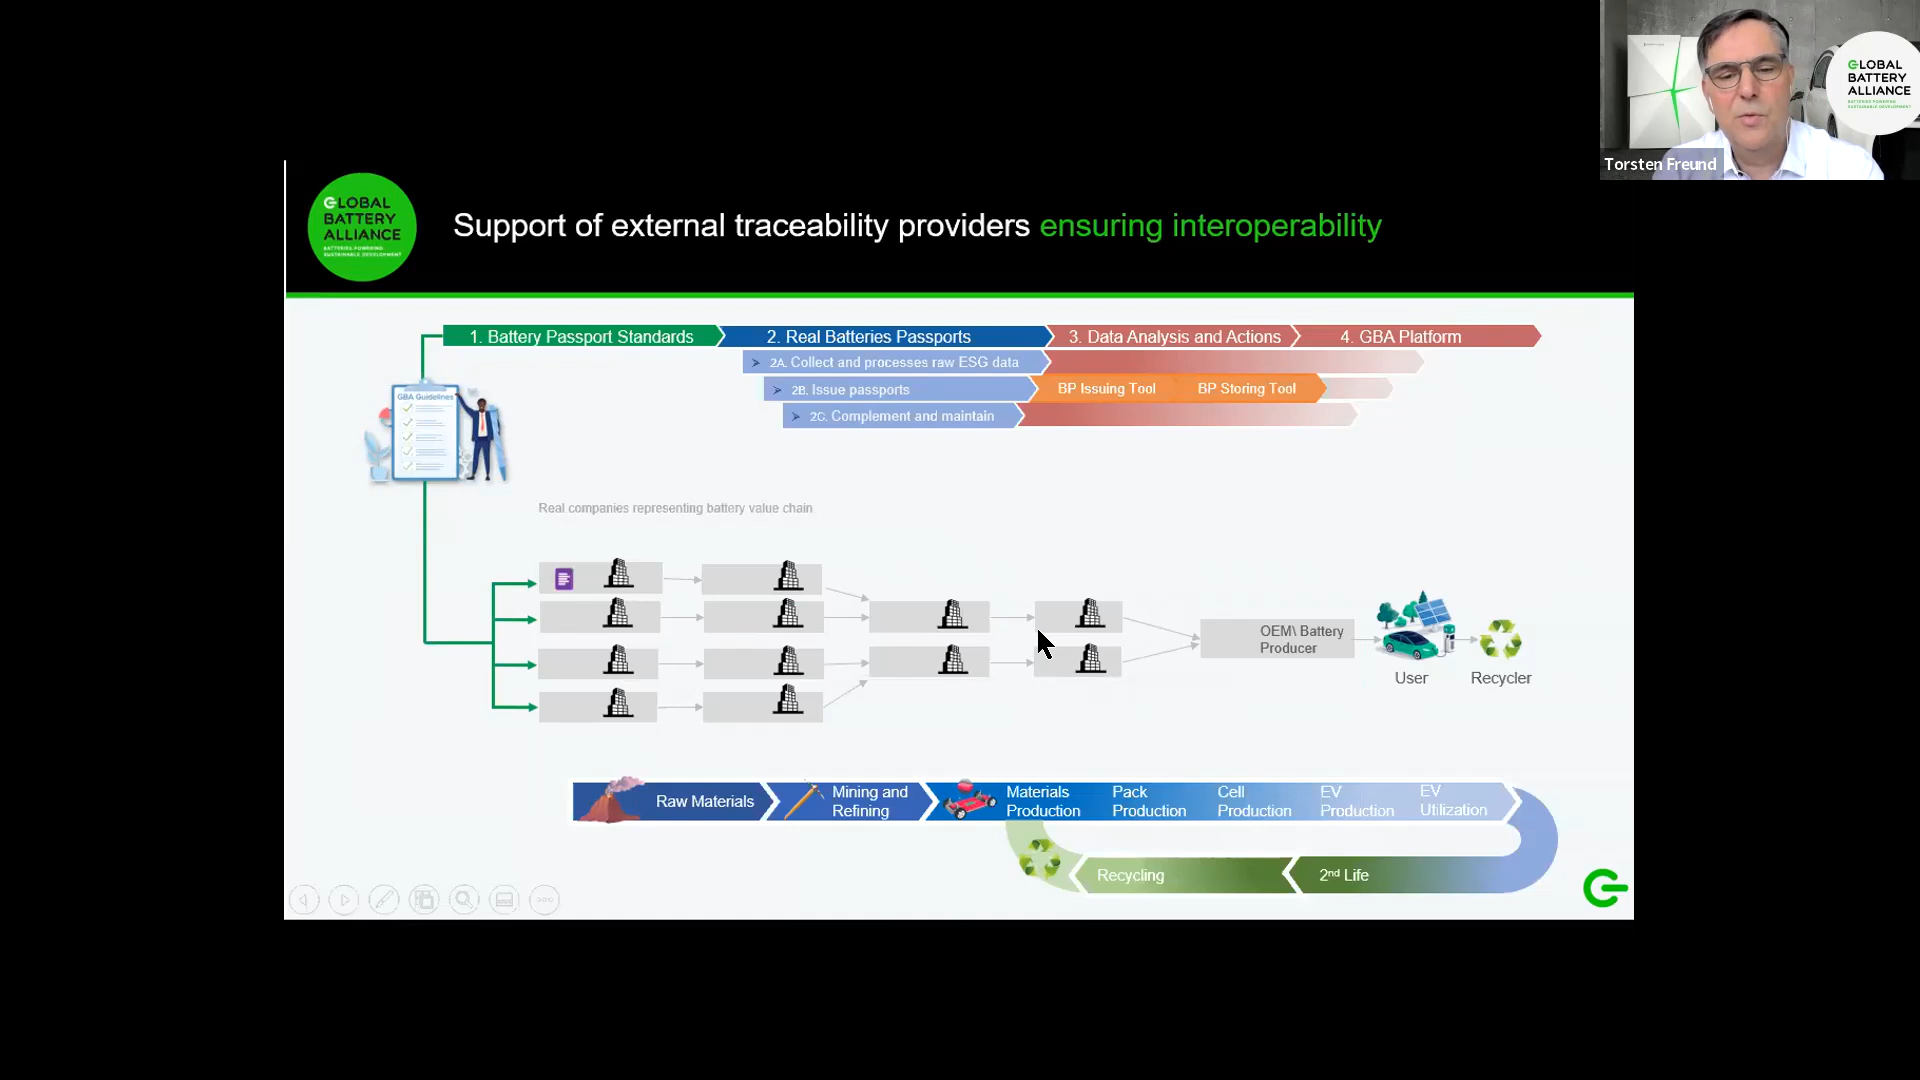 GLOBAL
BATTERY
ALLIANCE
BATTERIES POWERING
SUSTAINABLE DEVELOPMENT
Torsten Freund
GLOBAL
BATTERY
ALLIANCE
BATTERIES POWERING
SUSTAINABLE DEVELOPMENT
Support of external traceability providers ensuring interoperability
1. Battery Passport Standards
2. Real Batteries Passports
3. Data Analysis and Actions
4. GBA Platform
2A. Collect and processes raw ESG data
2B. Issue passports
BP Issuing Tool
BP Storing Tool
2C. Complement and maintain
GBA Guidelines
Real companies representing battery value chain
OEM\ Battery
Producer
User
Recycler
Raw Materials
Mining and
Refining
Materials
Production
Pack
Production
Cell
Production
EV
Production
EV
Utilization
Recycling
2nd Life